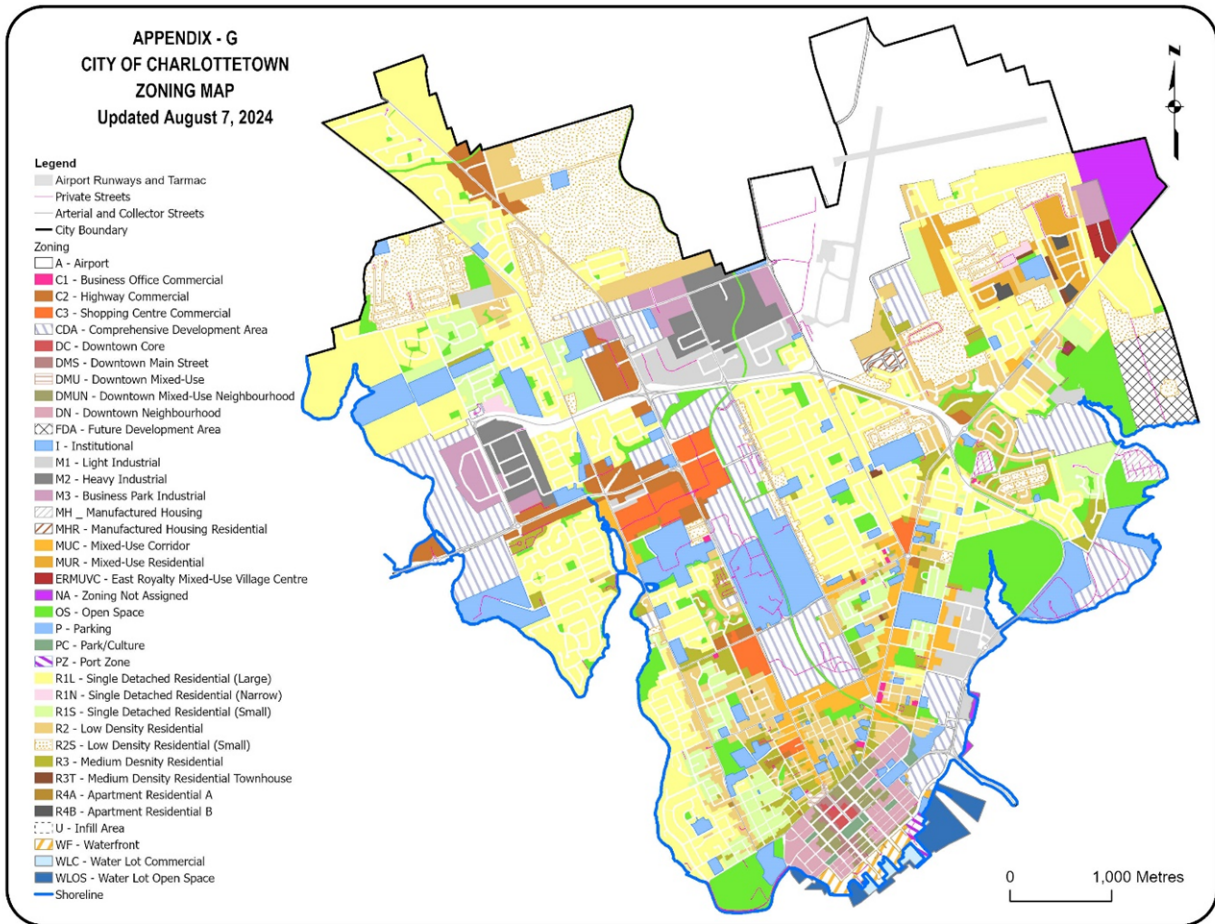 APPENDIX - G
CITY OF CHARLOTTETOWN
ZONING MAP
Updated August 7, 2024
Legend
Airport Runways and Tarmac
Private Streets
Arterial and Collector Streets
City Boundary
Zoning
A - Airport
C1 - Business Office Commercial
C2 - Highway Commercial
C3 - Shopping Centre Commercial
CDA - Comprehensive Development Area
DC - Downtown Core
DMS - Downtown Main Street
DMU - Downtown Mixed-Use
DMUN - Downtown Mixed-Use Neighbourhood
DN - Downtown Neighbourhood
FDA - Future Development Area
I - Institutional
M1 - Light Industrial
M2 - Heavy Industrial
M3 - Business Park Industrial
MH _ Manufactured Housing
MHR - Manufactured Housing Residential
MUC - Mixed-Use Corridor
MUR - Mixed-Use Residential
ERMUVC - East Royalty Mixed-Use Village Centre
NA - Zoning Not Assigned
OS - Open Space
P - Parking
PC - Park/Culture
PZ - Port Zone
R1L - Single Detached Residential (Large)
R1N - Single Detached Residential (Narrow)
R1S - Single Detached Residential (Small)
R2 - Low Density Residential
R2S - Low Density Residential (Small)
R3 - Medium Desnity Residential
R3T - Medium Density Residential Townhouse
R4A - Apartment Residential A
R4B - Apartment Residential B
U - Infill Area
WF - Waterfront
WLC - Water Lot Commercial
WLOS - Water Lot Open Space
Shoreline
N
0 1,000 Metres